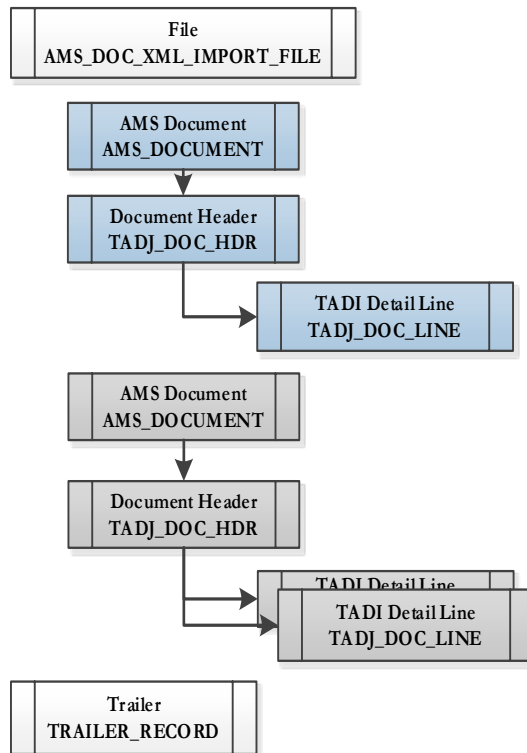 File
AMS_DOC_XML_IMPORT_FILE
AMS Document
AMS_DOCUMENT
Document Header
TADJ_DOC_HDR
TADI Detail Line
TADJ_DOC_LINE
AMS Document
AMS_DOCUMENT
Document Header
TADJ_DOC_HDR
TADI Detail Line
TADI Detail Line
TADJ_DOC_LINE
Trailer
TRAILER_RECORD